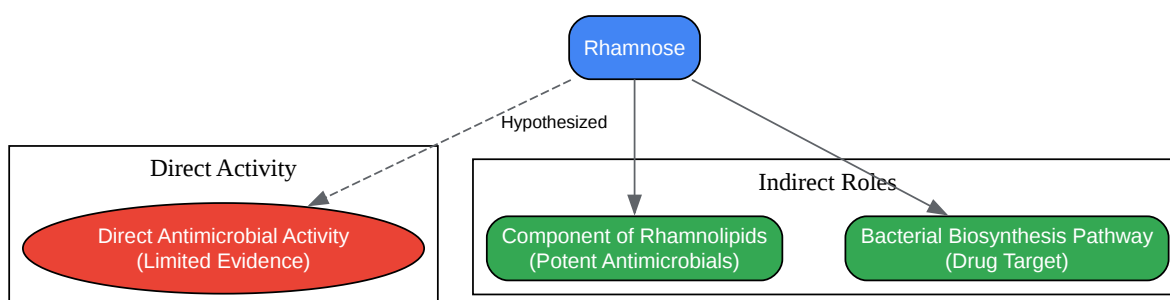 Rhamnose
Hypothesized
Direct Activity
Indirect Roles
Direct Antimicrobial Activity
(Limited Evidence)
Component of Rhamnolipids
(Potent Antimicrobials)
Bacterial Biosynthesis Pathway
(Drug Target)